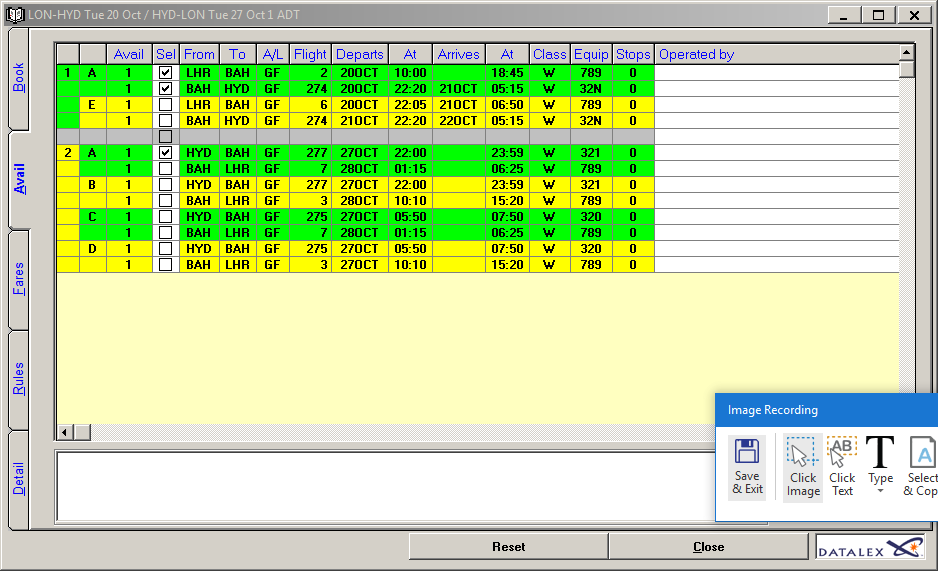 LON-HYD Tue 20 Oct / HYD-LON Tue 27 Oct 1 ADT
Book
Avail
Fares
Rules
Detail
Avail Sel From To A/L Flight Departs At Arrives At Class Equip Stops Operated by
1 A 1 LHR BAH GF 2 20OCT 10:00 18:45 W 789 0
1 BAH HYD GF 274 20OCT 22:20 21OCT 05:15 W 32N 0
E 1 LHR BAH GF 6 20OCT 22:05 21OCT 06:50 W 789 0
1 BAH HYD GF 274 21OCT 22:20 22OCT 05:15 W 32N 0
2 A 1 HYD BAH GF 277 27OCT 22:00 23:59 W 321 0
1 BAH LHR GF 7 28OCT 01:15 06:25 W 789 0
B 1 HYD BAH GF 277 27OCT 22:00 23:59 W 321 0
1 BAH LHR GF 3 28OCT 10:10 15:20 W 789 0
C 1 HYD BAH GF 275 27OCT 05:50 07:50 W 320 0
1 BAH LHR GF 7 28OCT 01:15 06:25 W 789 0
D 1 HYD BAH GF 275 27OCT 05:50 07:50 W 320 0
1 BAH LHR GF 3 27OCT 10:10 15:20 W 789 0
Image Recording
AB T A
Save Click Click Type Select
& Exit Image Text & Cop
Reset Close DATALEX